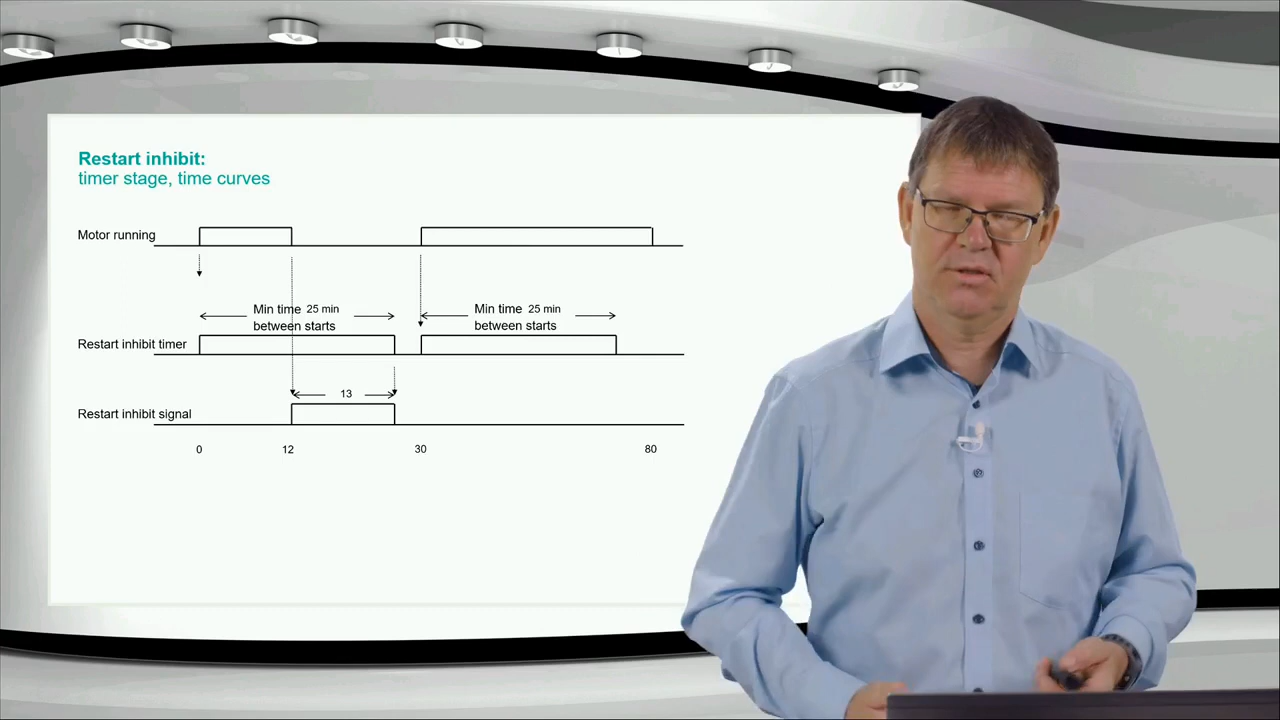 Restart inhibit:
timer stage, time curves
Motor running
Min time 25 min
between starts
Min time 25 min
between starts
Restart inhibit timer
13
Restart inhibit signal
0 12 30 80